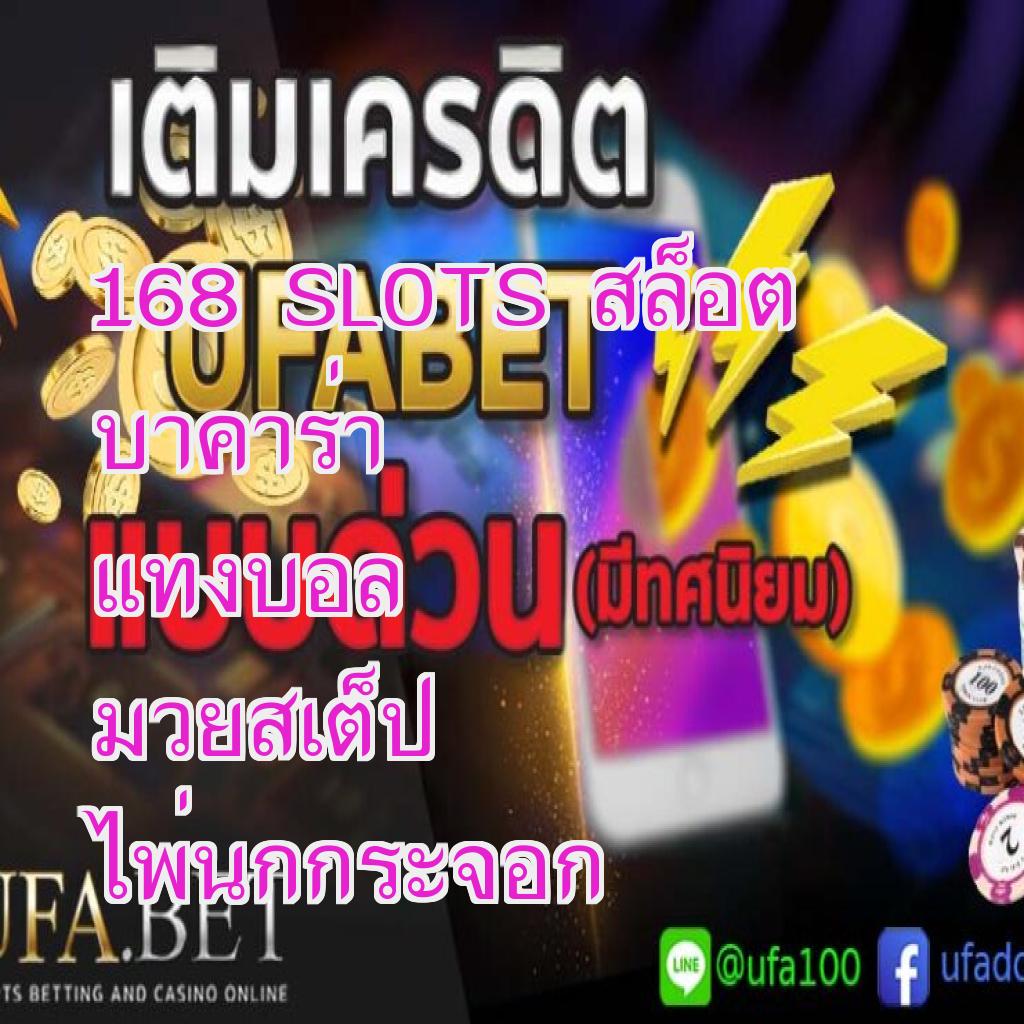 เติมเครดิต
168 SLOTS สล็อต
UFABET
บาคาร่า
แบบด่วน (มีทศนิยม)
แทงบอล
มวยสเต็ป
ไพ่นกกระจอก
UFA.BET
TS BETTING AND CASINO ONLINE
LINE @ufa100 f ufado
100